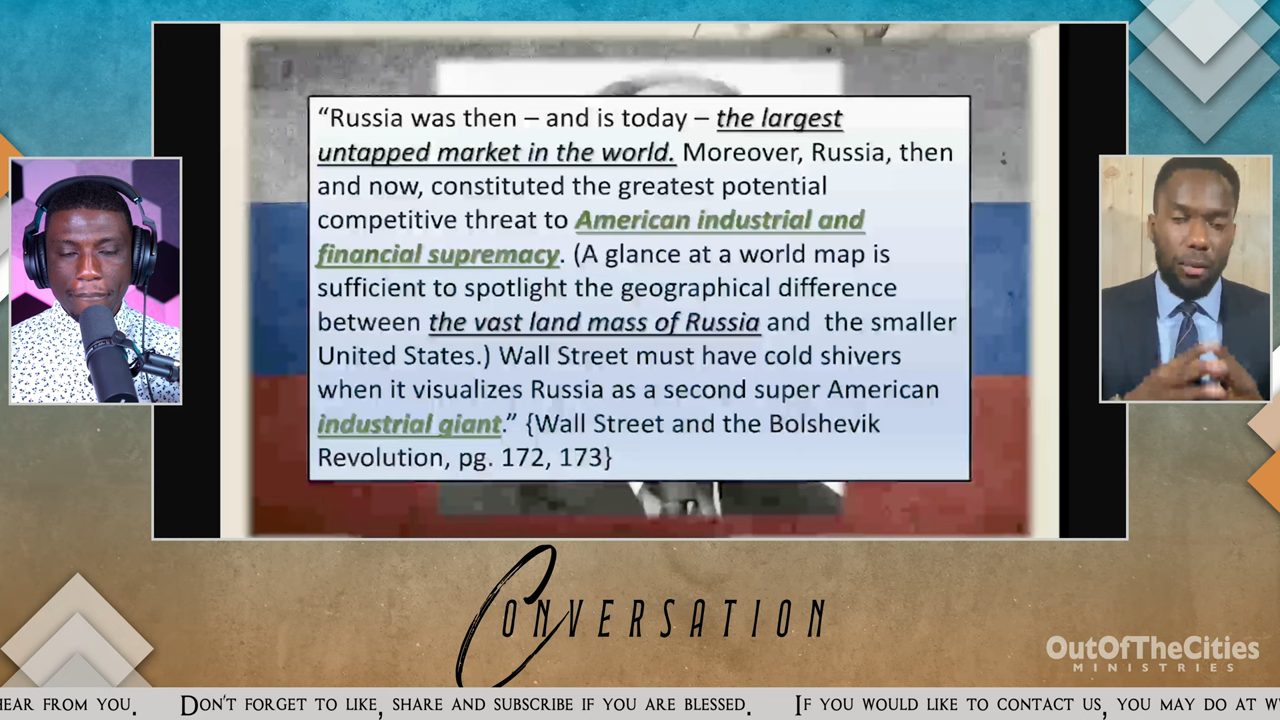 “Russia was then – and is today – the largest
untapped market in the world. Moreover, Russia, then
and now, constituted the greatest potential
competitive threat to American industrial and
financial supremacy. (A glance at a world map is
sufficient to spotlight the geographical difference
between the vast land mass of Russia and the smaller
United States.) Wall Street must have cold shivers
when it visualizes Russia as a second super American
industrial giant.” {Wall Street and the Bolshevik
Revolution, pg. 172, 173}
CONVERSATION
OutOfTheCities
MINISTRIES
HEAR FROM YOU. DON'T FORGET TO LIKE, SHARE AND SUBSCRIBE IF YOU ARE BLESSED. IF YOU WOULD LIKE TO CONTACT US, YOU MAY DO AT W